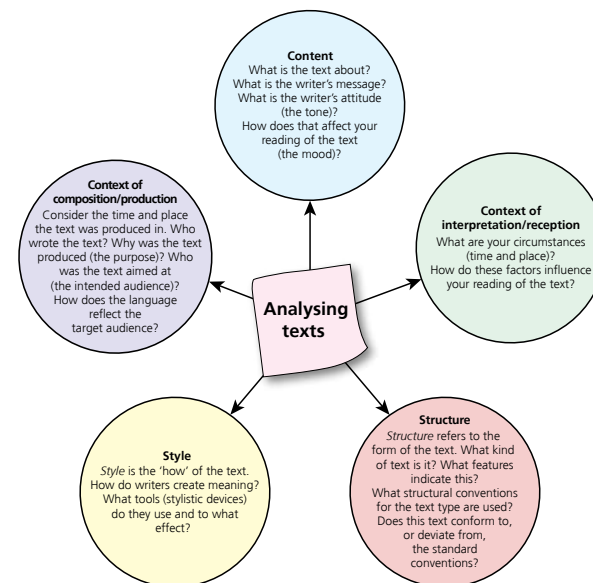 Content
What is the text about?
What is the writer's message?
What is the writer's attitude
(the tone)?
How does that affect your
reading of the text
(the mood)?
Context of
composition/production
Consider the time and place
the text was produced in. Who
wrote the text? Why was the text
produced (the purpose)? Who
was the text aimed at
(the intended audience)?
How does the language
reflect the
target audience?
Context of
interpretation/reception
What are your circumstances
(time and place)?
How do these factors influence
your reading of the text?
Analysing
texts
Style
Style is the 'how' of the text.
How do writers create meaning?
What tools (stylistic devices)
do they use and to what
effect?
Structure
Structure refers to the
form of the text. What kind
of text is it? What features
indicate this?
What structural conventions
for the text type are used?
Does this text conform to,
or deviate from,
the standard
conventions?